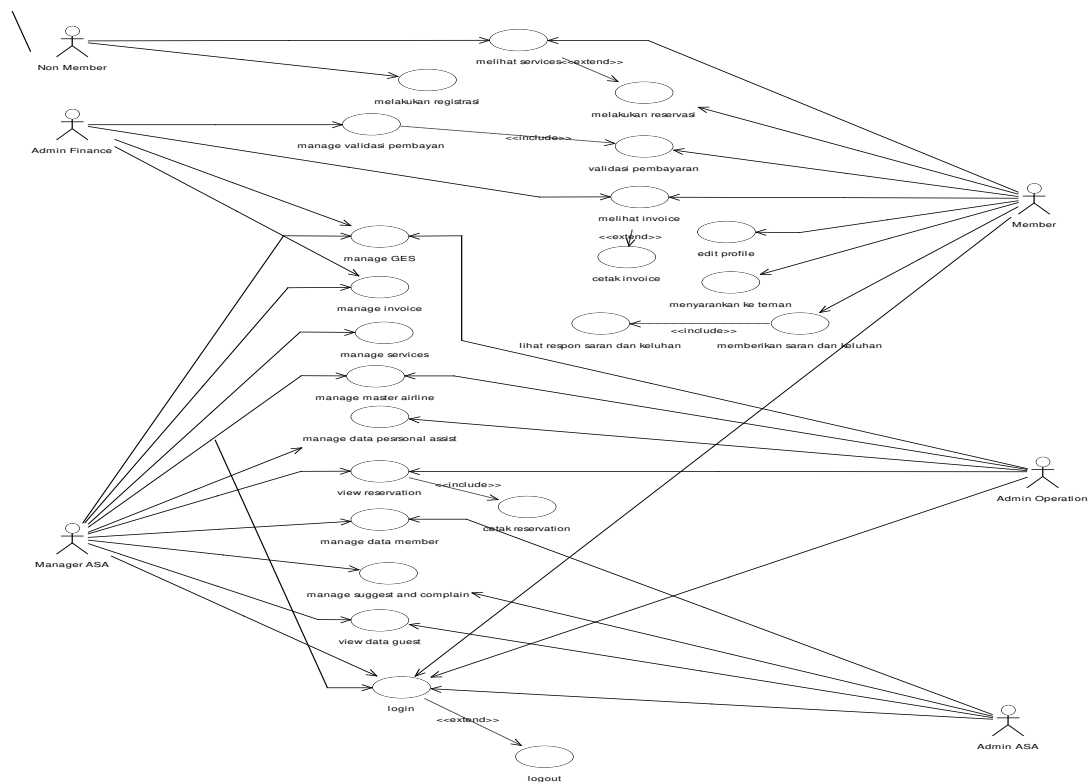 Non Member
melihat services<<extend>>
melakukan registrasi
melakukan reservasi
Admin Finance
manage validasi pembayan
<<include>>
validasi pembayaran
melihat invoice
Member
<<extend>>
edit profile
manage GES
cetak invoice
menyarankan ke teman
manage invoice
<<include>>
lihat respon saran dan keluhan
memberikan saran dan keluhan
manage services
manage master airline
manage data pesrsonal assist
view reservation
<<include>>
cetak reservation
Admin Operation
manage data member
Manager ASA
manage suggest and complain
view data guest
login
<<extend>>
Admin ASA
logout